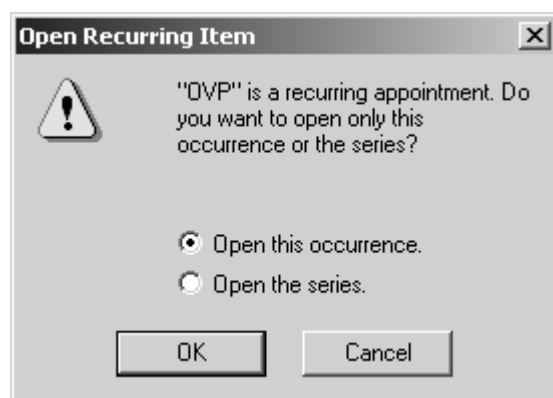 Open Recurring Item
"OVP" is a recurring appointment. Do
you want to open only this
occurrence or the series?
Open this occurrence.
Open the series.
OK
Cancel